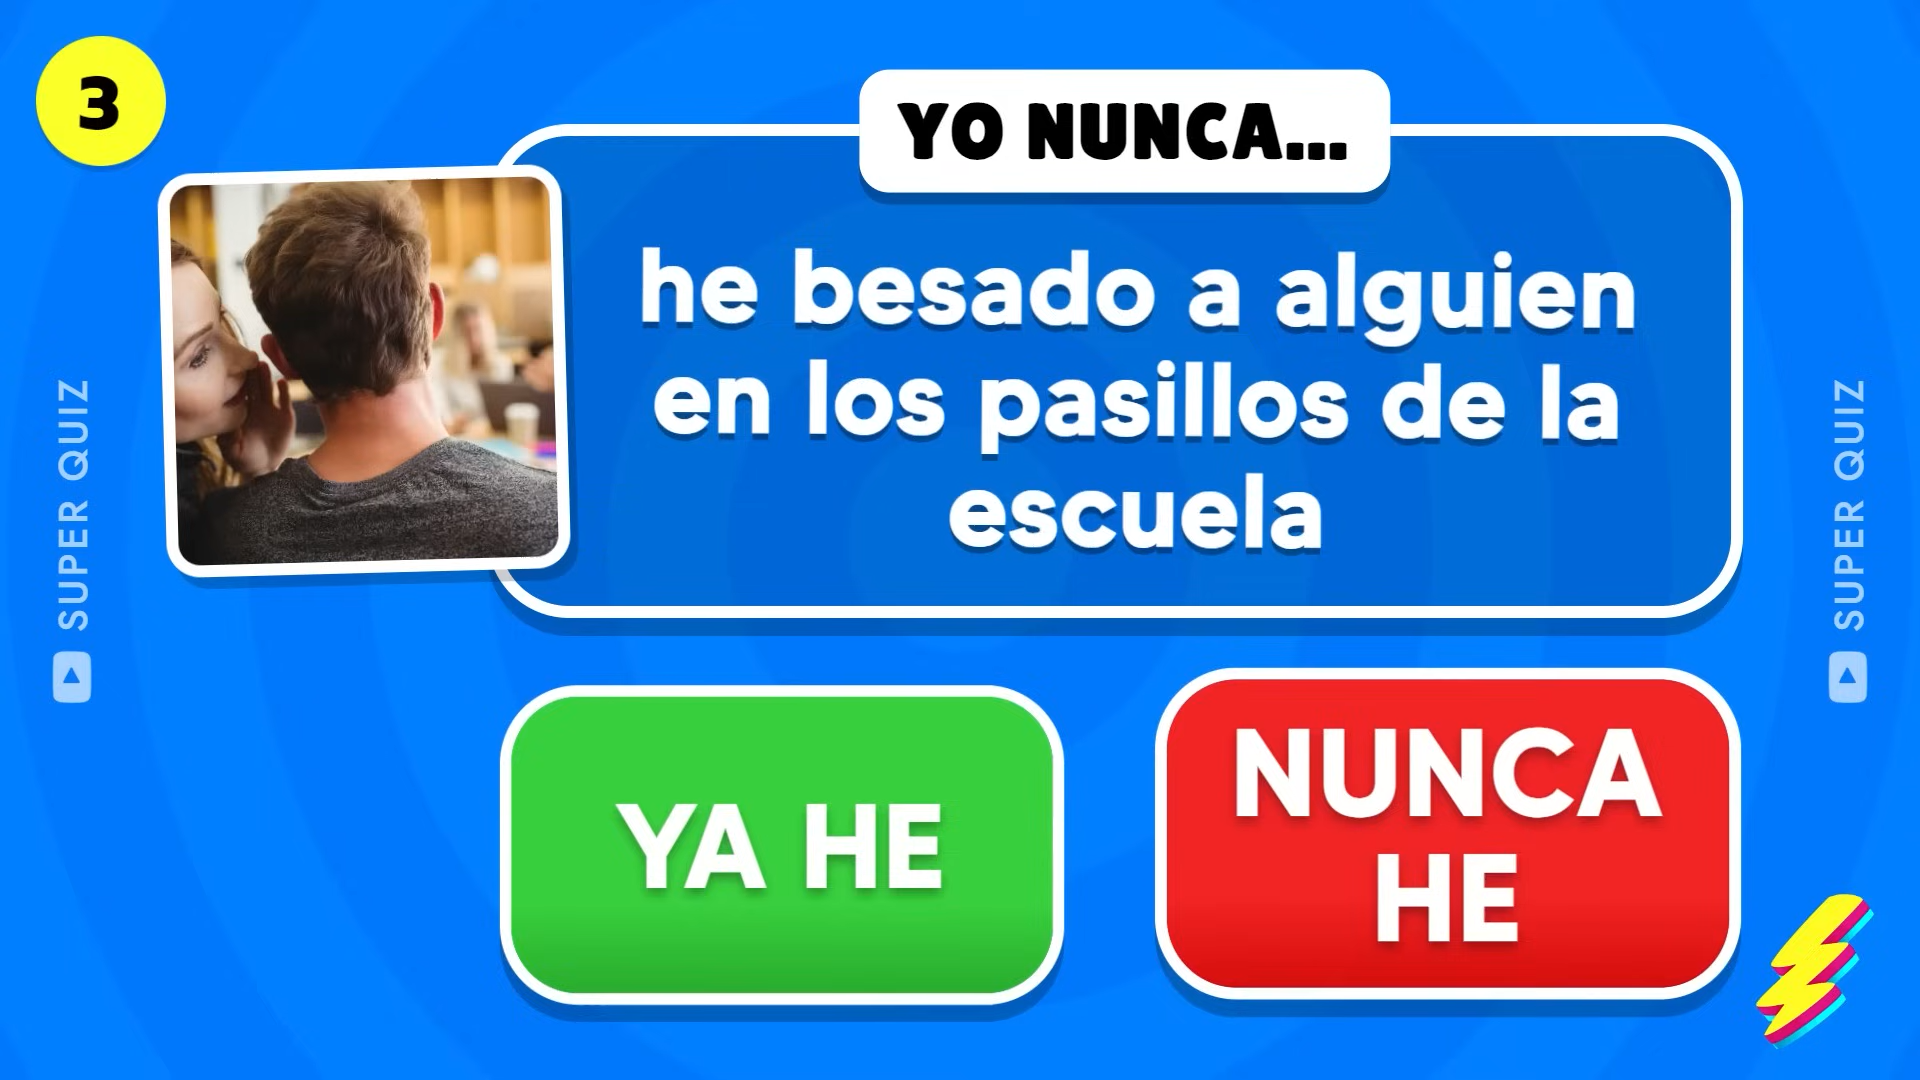 3
YO NUNCA...
he besado a alguien
en los pasillos de la
escuela
YA HE
NUNCA
HE
SUPER QUIZ
SUPER QUIZ